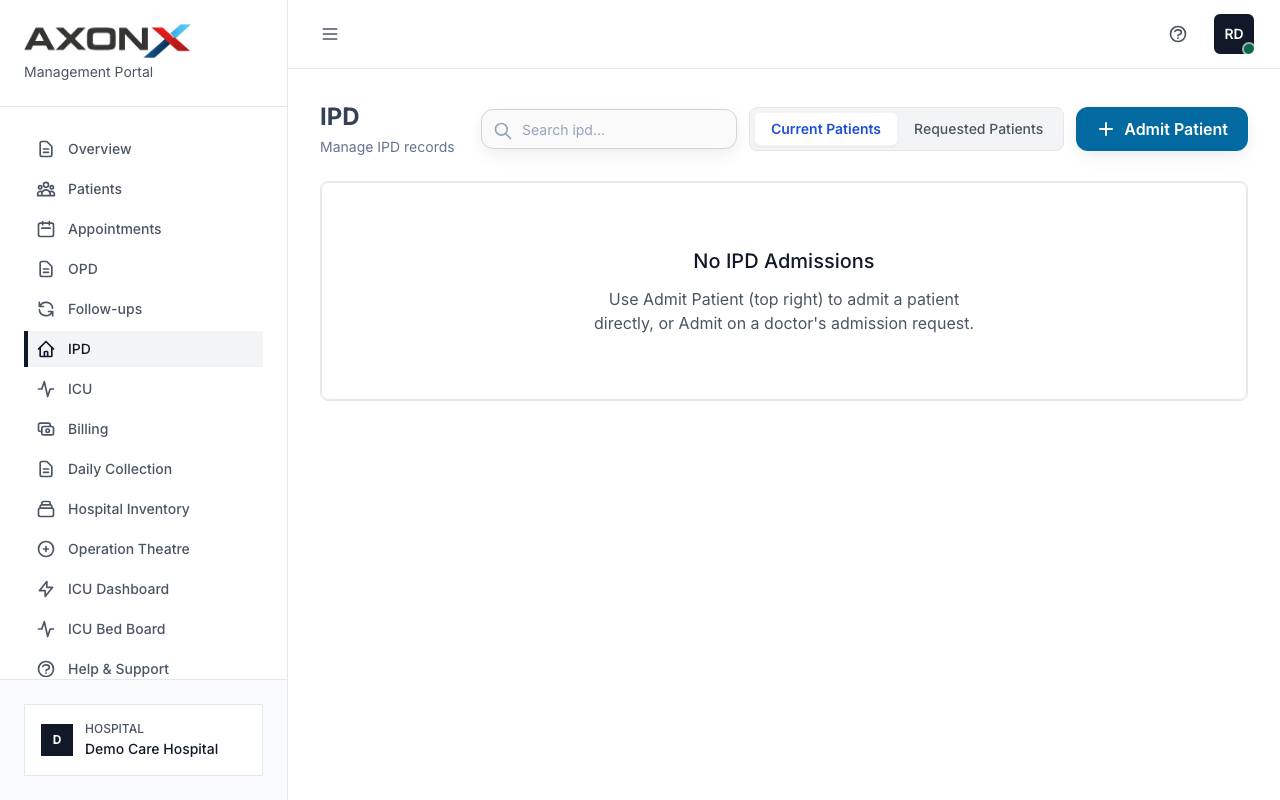 AXONX
Management Portal
Overview
Patients
Appointments
OPD
Follow-ups
IPD
ICU
Billing
Daily Collection
Hospital Inventory
Operation Theatre
ICU Dashboard
ICU Bed Board
Help & Support
D
HOSPITAL
Demo Care Hospital
RD
IPD
Manage IPD records
Search ipd...
Current Patients
Requested Patients
Admit Patient
No IPD Admissions
Use Admit Patient (top right) to admit a patient
directly, or Admit on a doctor's admission request.